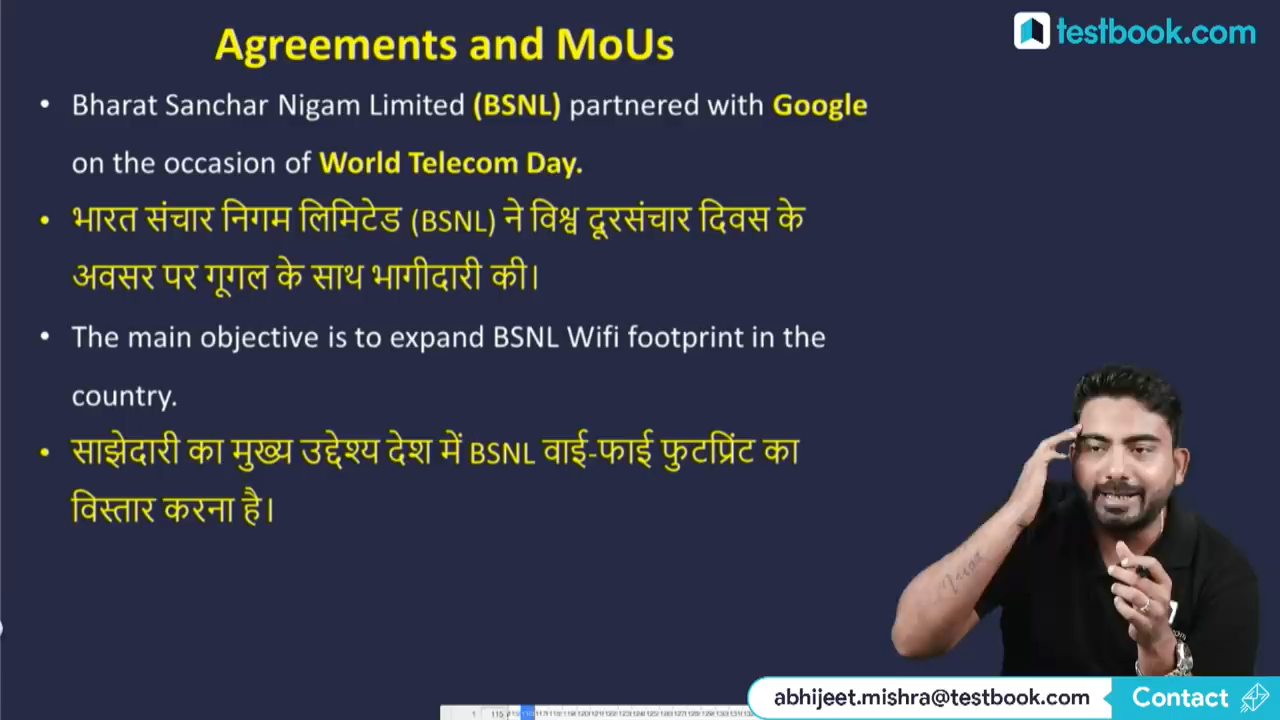 Agreements and MoUs
testbook.com
• Bharat Sanchar Nigam Limited (BSNL) partnered with Google
on the occasion of World Telecom Day.
• भारत संचार निगम लिमिटेड (BSNL) ने विश्व दूरसंचार दिवस के
अवसर पर गूगल के साथ भागीदारी की।
• The main objective is to expand BSNL Wifi footprint in the
country.
• साझेदारी का मुख्य उद्देश्य देश में BSNL वाई-फाई फुटप्रिंट का
विस्तार करना है।
abhijeet.mishra@testbook.com
Contact
1 115